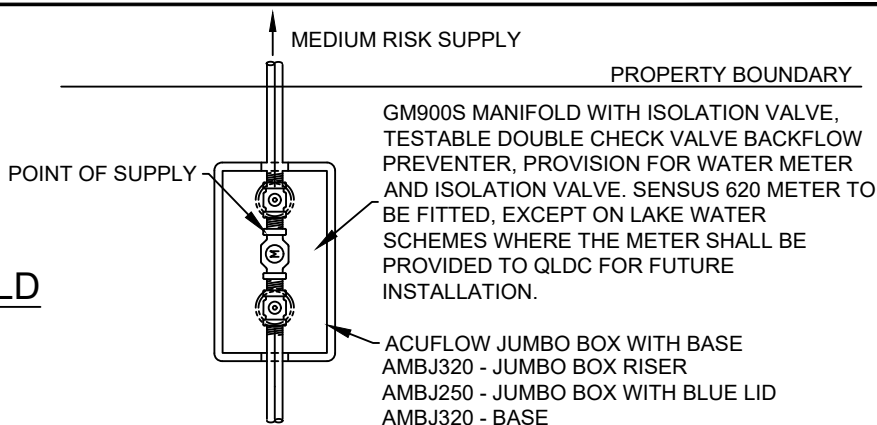 MEDIUM RISK SUPPLY
PROPERTY BOUNDARY
GM900S MANIFOLD WITH ISOLATION VALVE,
TESTABLE DOUBLE CHECK VALVE BACKFLOW
PREVENTER, PROVISION FOR WATER METER
AND ISOLATION VALVE. SENSUS 620 METER TO
BE FITTED, EXCEPT ON LAKE WATER
SCHEMES WHERE THE METER SHALL BE
PROVIDED TO QLDC FOR FUTURE
INSTALLATION.
POINT OF SUPPLY
M
LD
ACUFLOW JUMBO BOX WITH BASE
AMBJ320 - JUMBO BOX RISER
AMBJ250 - JUMBO BOX WITH BLUE LID
AMBJ320 - BASE